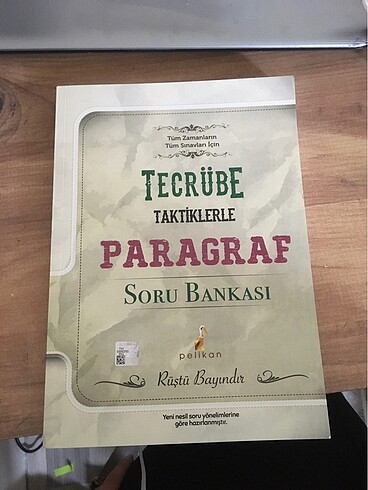 Tüm Zamanların
Tüm Sınavları İçin
TECRÜBE
TAKTİKLERLE
PARAGRAF
SORU BANKASI
pelikan
Rüştü Bayındır
Yeni nesil soru yönelimlerine
göre hazırlanmıştır.